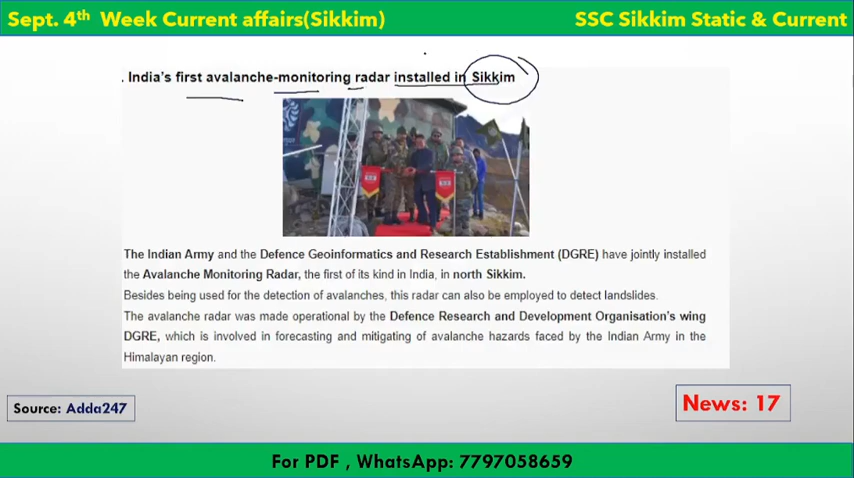 Sept. 4th Week Current affairs(Sikkim)
SSC Sikkim Static & Current
. India's first avalanche-monitoring radar installed in Sikkim
The Indian Army and the Defence Geoinformatics and Research Establishment (DGRE) have jointly installed
the Avalanche Monitoring Radar, the first of its kind in India, in north Sikkim.
Besides being used for the detection of avalanches, this radar can also be employed to detect landslides.
The avalanche radar was made operational by the Defence Research and Development Organisation's wing
DGRE, which is involved in forecasting and mitigating of avalanche hazards faced by the Indian Army in the
Himalayan region.
Source: Adda247
News: 17
For PDF , WhatsApp: 7797058659